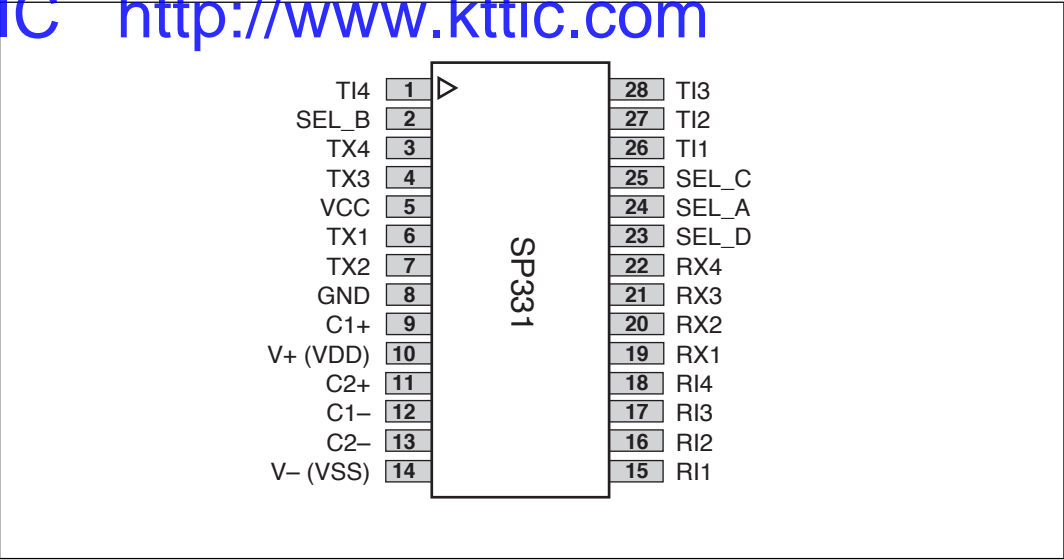 IC http://www.kttic.com
TI4 1 28 TI3
SEL_B 2 27 TI2
TX4 3 26 TI1
TX3 4 25 SEL_C
VCC 5 24 SEL_A
TX1 6 23 SEL_D
TX2 7 22 RX4
GND 8 21 RX3
C1+ 9 20 RX2
V+ (VDD) 10 19 RX1
C2+ 11 18 RI4
C1– 12 17 RI3
C2– 13 16 RI2
V– (VSS) 14 15 RI1
SP331